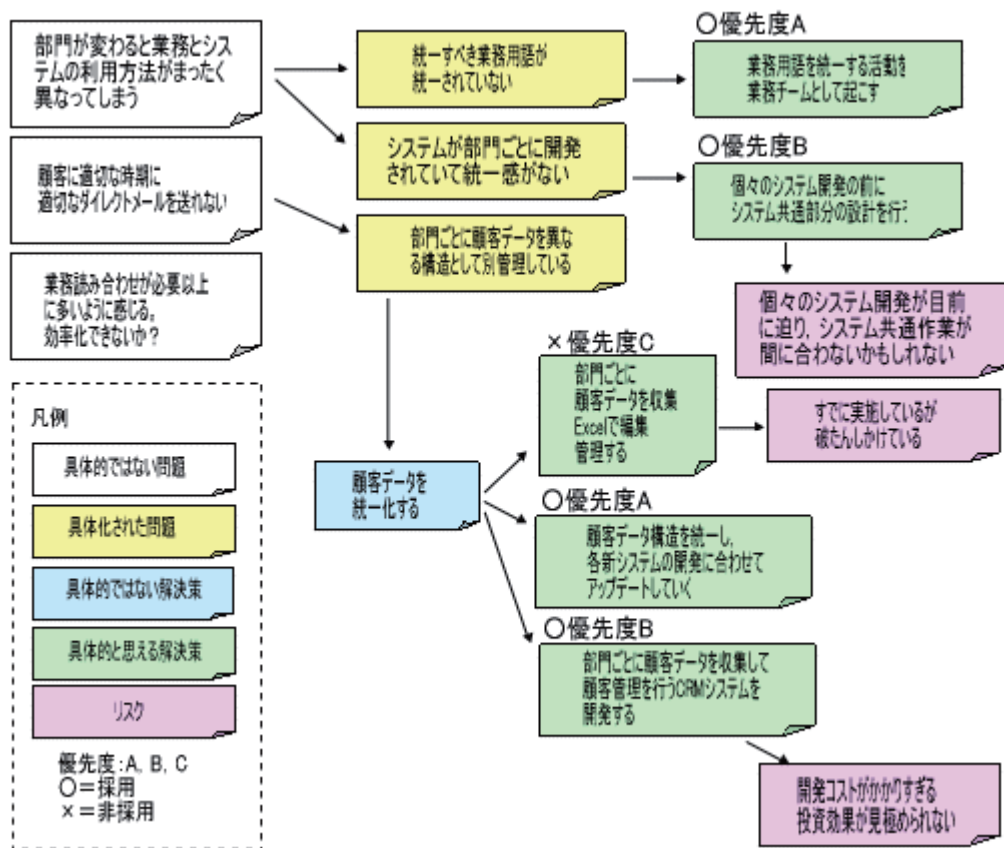 部門が変わると業務とシス
テムの利用方法がまったく
異なってしまう
顧客に適切な時期に
適切なダイレクトメールを送れない
業務読み合わせが必要以上
に多いように感じる。
効率化できないか？
統一すべき業務用語が
統一されていない
システムが部門ごとに開発
されていて統一感がない
部門ごとに顧客データを異な
る構造として別管理している
○優先度A
業務用語を統一する活動を
業務チームとして起こす
○優先度B
個々のシステム開発の前に
システム共通部分の設計を行う
個々のシステム開発が目前
に迫り，システム共通作業が
間に合わないかもしれない
×優先度C
部門ごとに
顧客データを収集
Excelで編集
管理する
すでに実施しているが
破たんしかけている
顧客データを
統一化する
○優先度A
顧客データ構造を統一し，
各新システムの開発に合わせて
アップデートしていく
○優先度B
部門ごとに顧客データを収集して
顧客管理を行うCRMシステムを
開発する
開発コストがかかりすぎる
投資効果が見極められない
凡例
具体的ではない問題
具体化された問題
具体的ではない解決策
具体的と思える解決策
リスク
優先度：A，B，C
○＝採用
×＝非採用